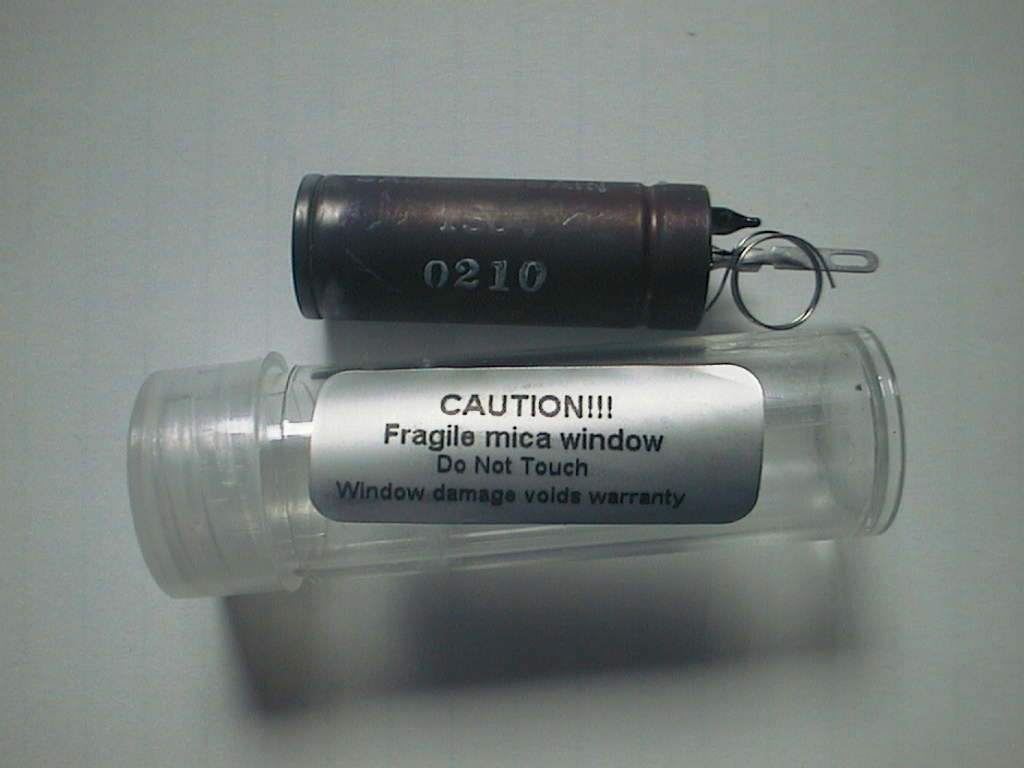 0210
CAUTION!!!
Fragile mica window
Do Not Touch
Window damage voids warranty